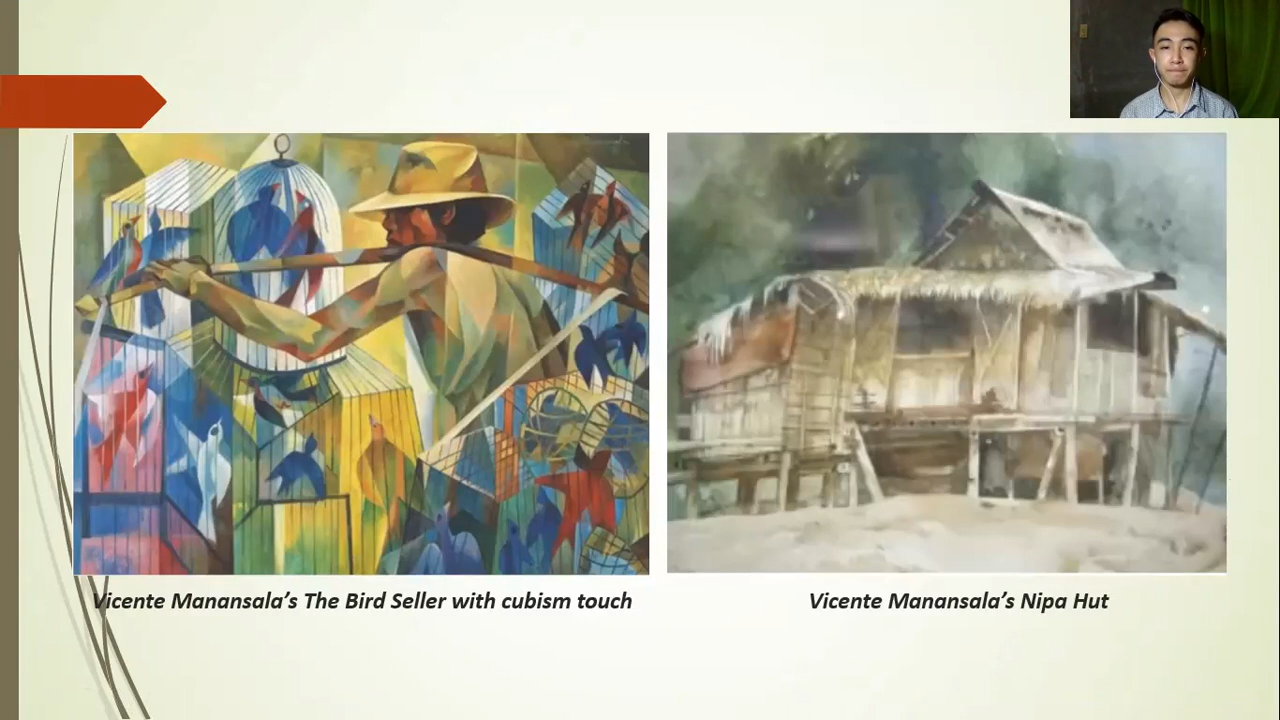 Vicente Manansala’s The Bird Seller with cubism touch
Vicente Manansala’s Nipa Hut